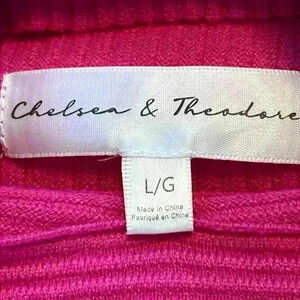 Chelsea & Theodore
L/G
Made in China
Fabriqué en Chine